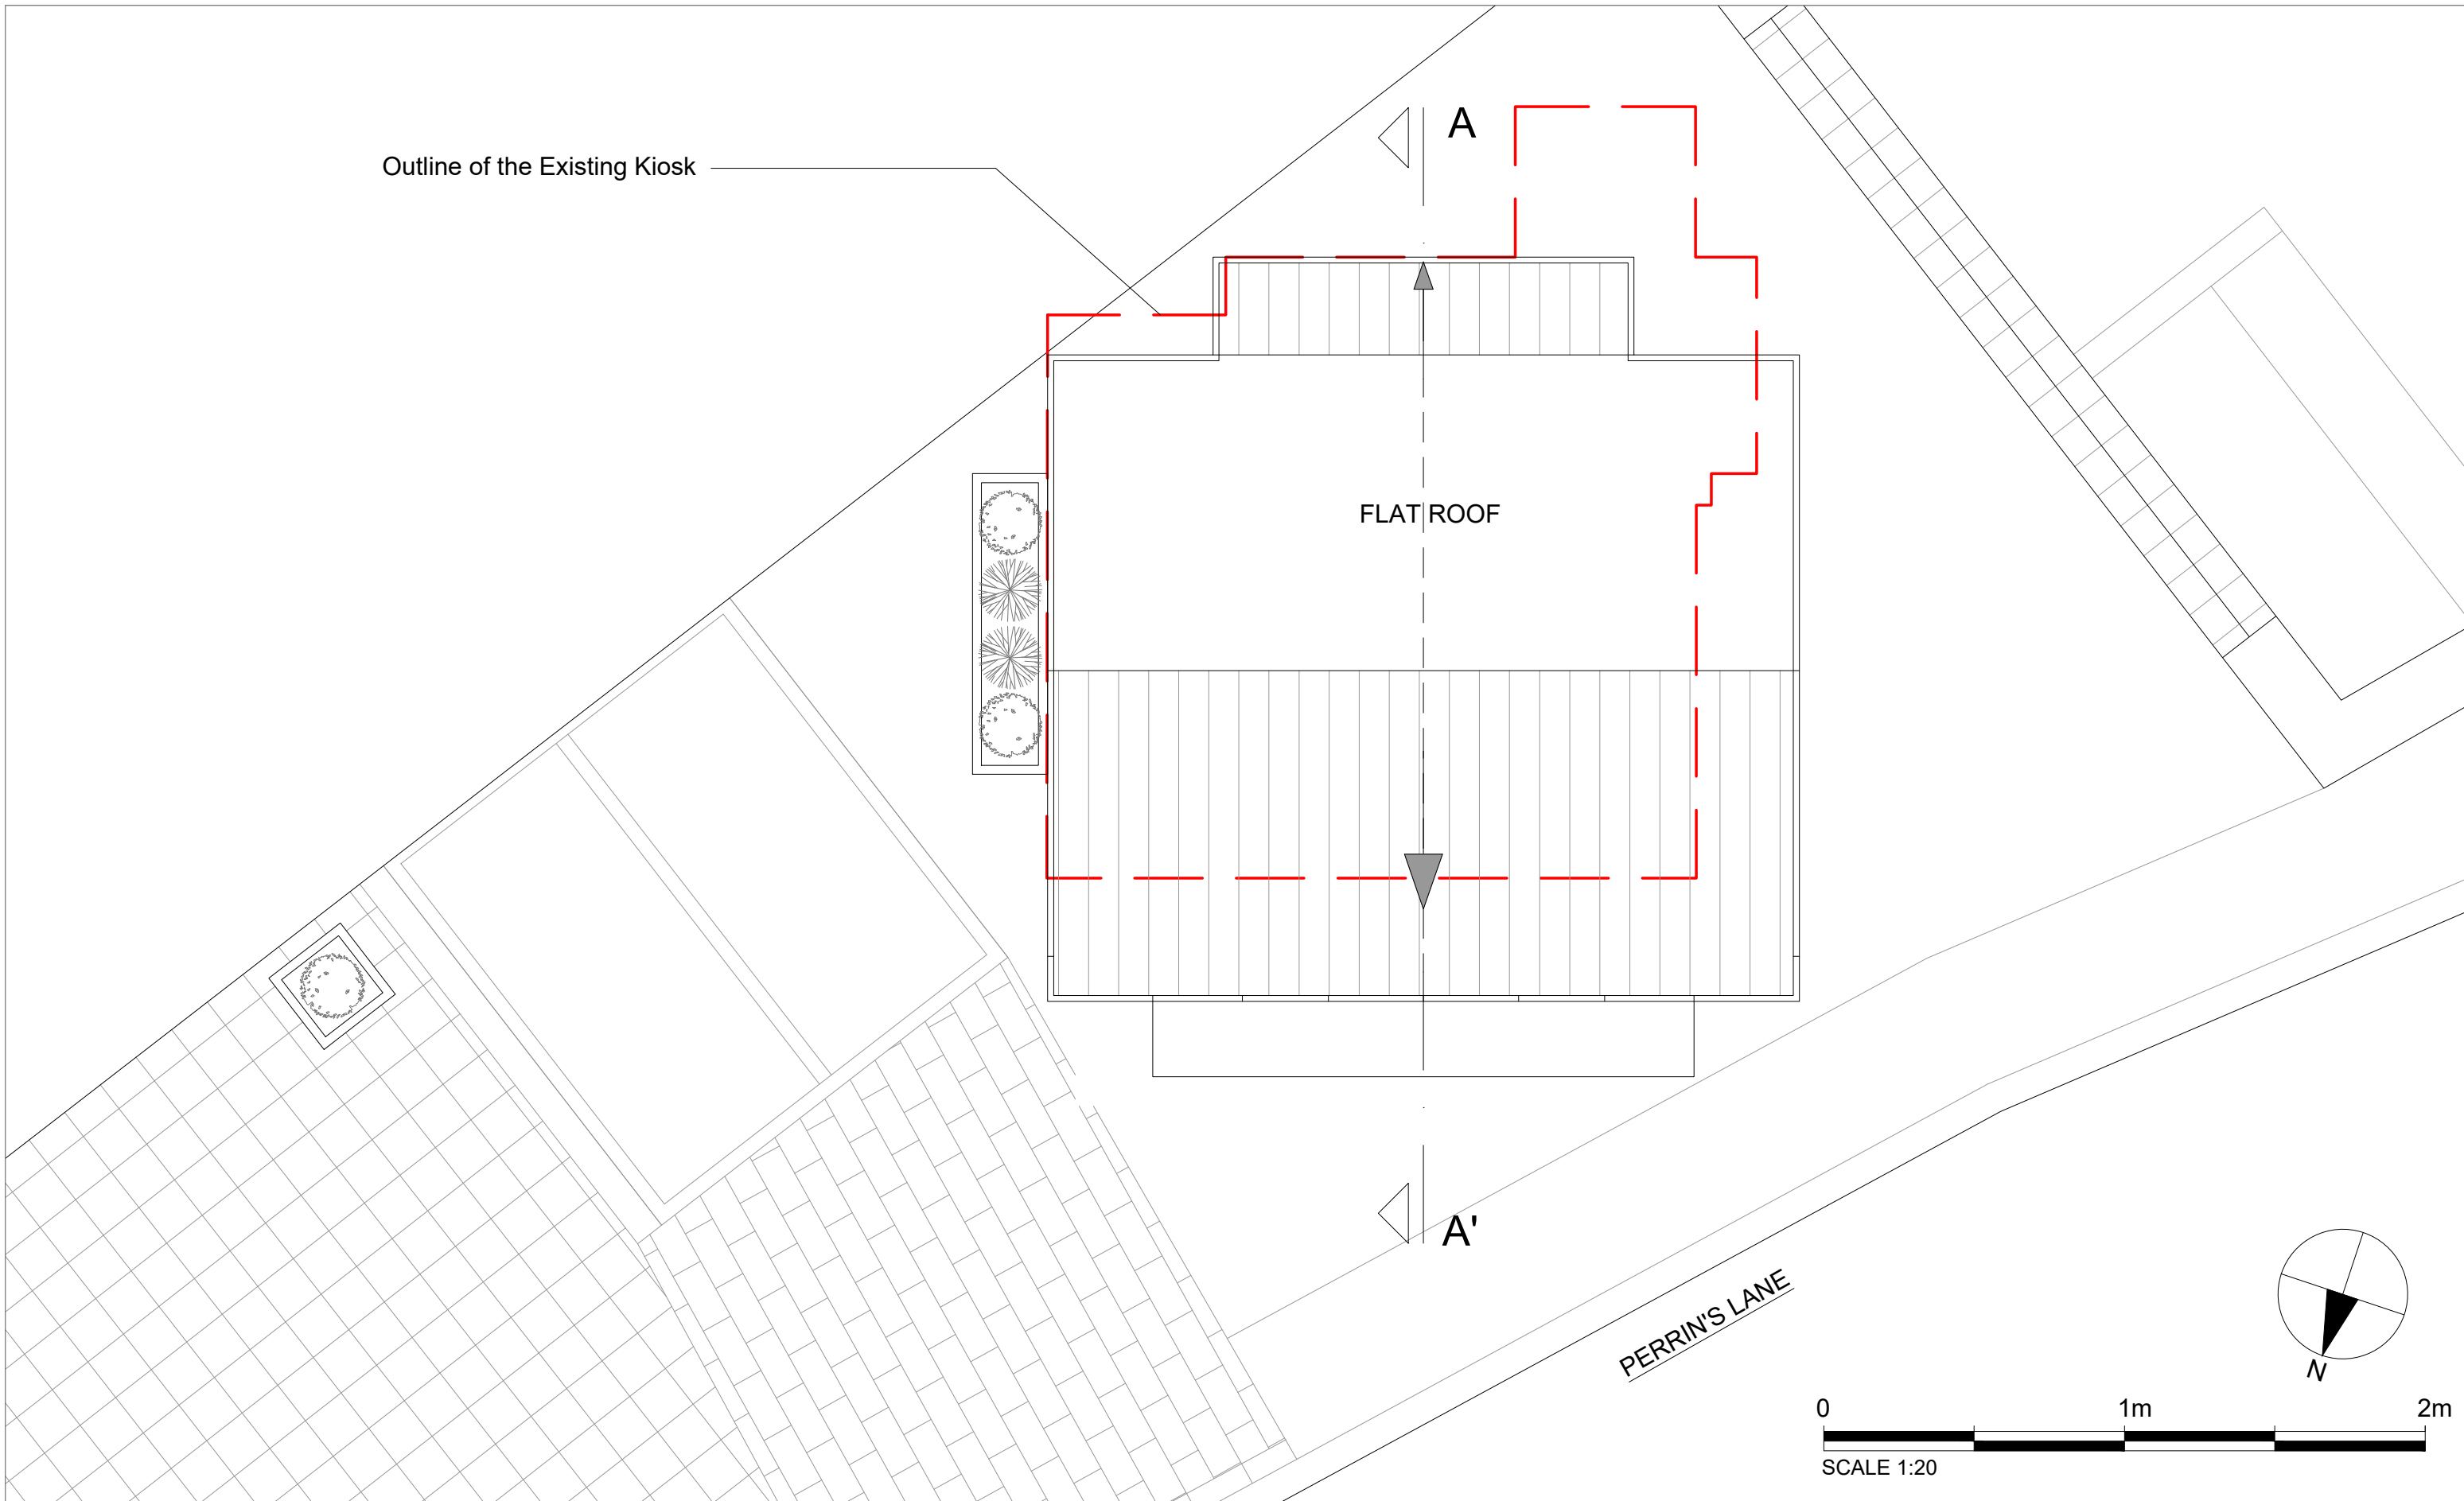 A
Outline of the Existing Kiosk
FLAT ROOF
A'
PERRIN'S LANE
N
0 1m 2m
SCALE 1:20